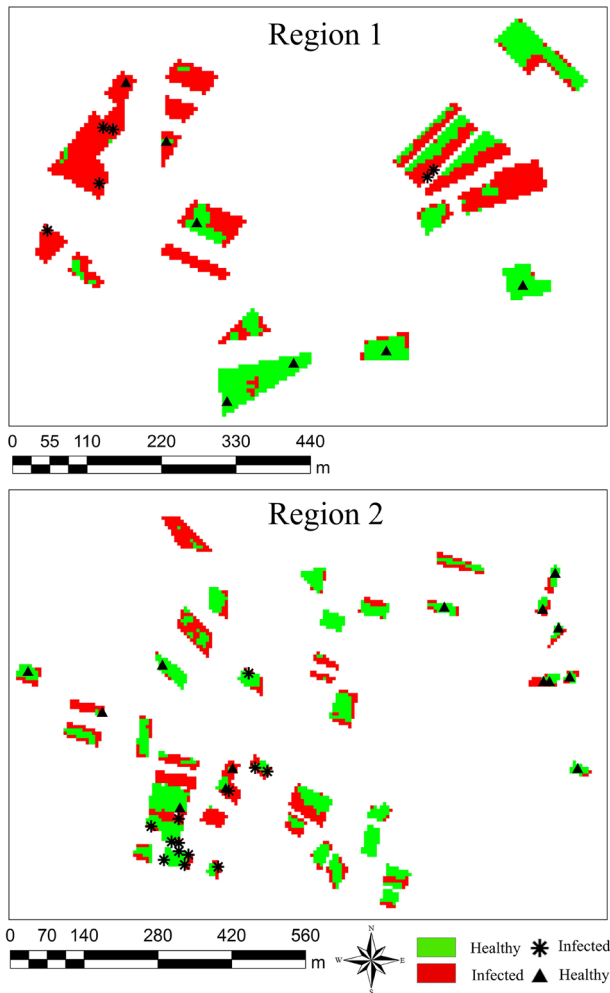 Region 1
0 55 110 220 330 440
m
Region 2
0 70 140 280 420 560
m
N
W E
S
Healthy Infected
Infected Healthy